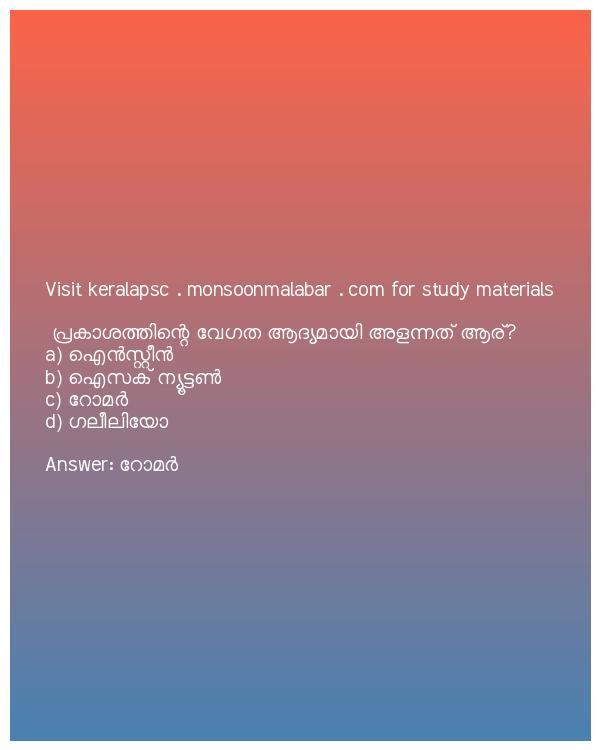 Visit keralapsc . monsoonmalabar . com for study materials
പ്രകാശത്തിന്റെ വേഗത ആദ്യമായി അളന്നത് ആര്?
a) ഐൻസ്റ്റീൻ
b) ഐസക് ന്യൂട്ടൺ
c) റോമർ
d) ഗലീലിയോ
Answer: റോമർ